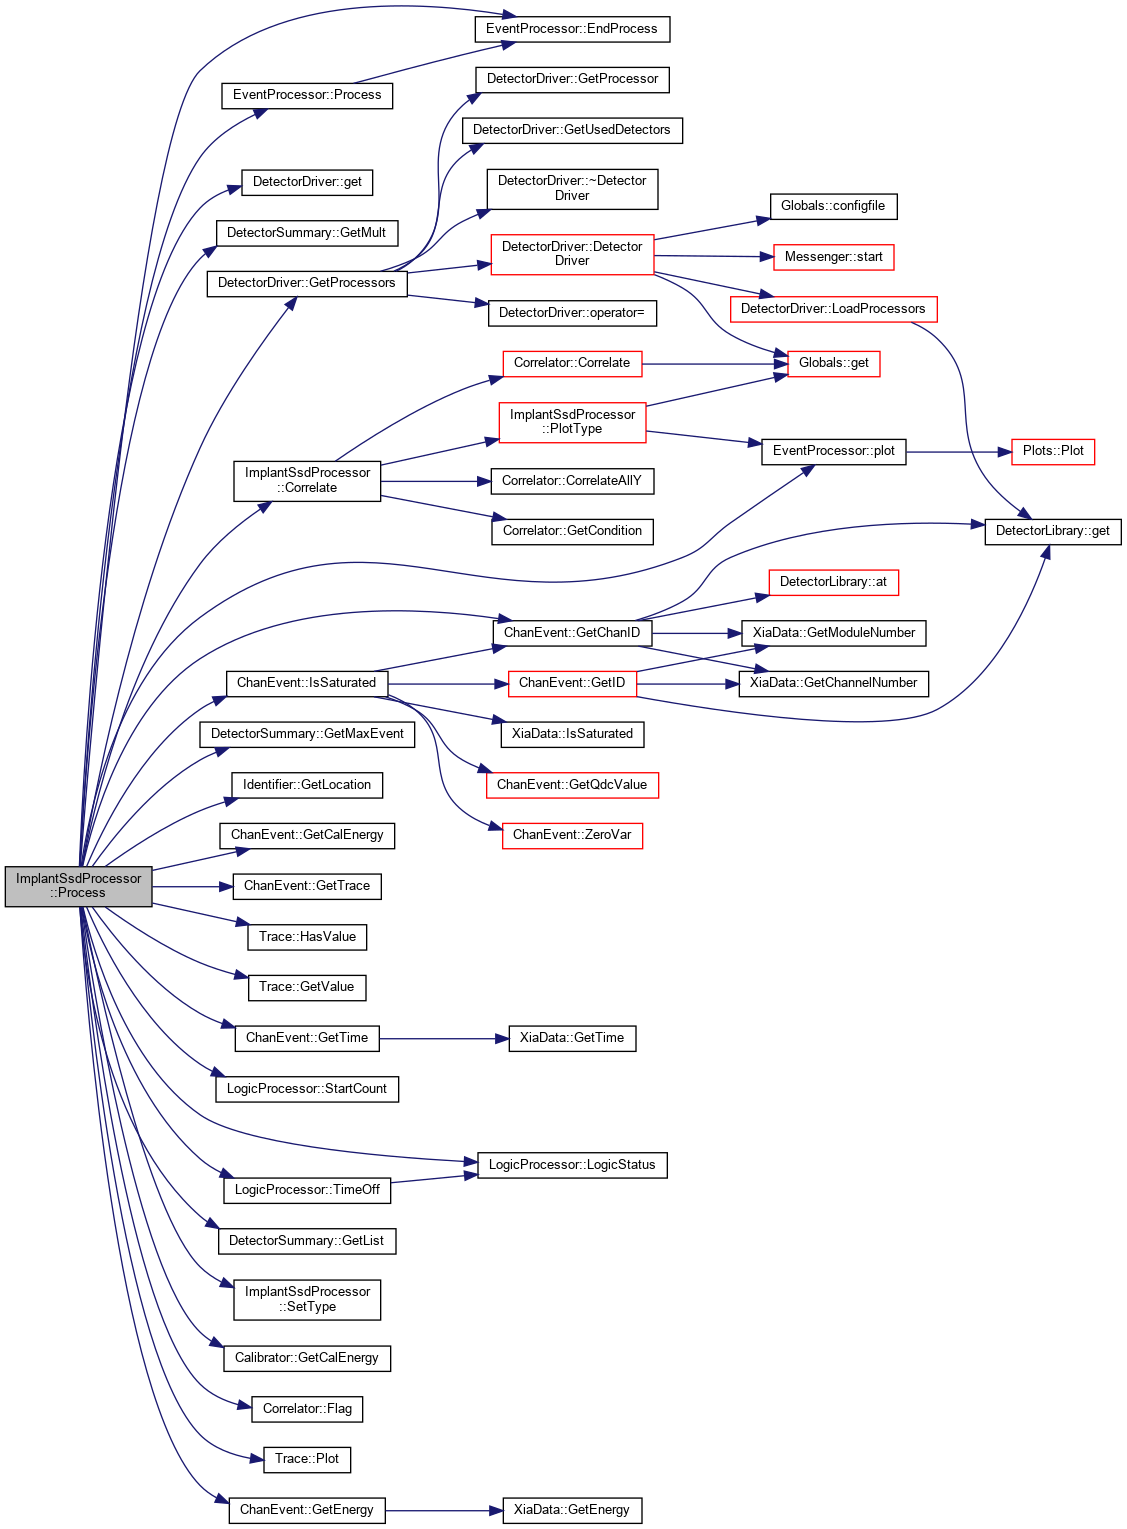 EventProcessor::EndProcess
DetectorDriver::GetProcessor
EventProcessor::Process
DetectorDriver::GetUsedDetectors
DetectorDriver::get
DetectorDriver::~Detector
Driver
Globals::configfile
DetectorSummary::GetMult
DetectorDriver::Detector
Driver
Messenger::start
DetectorDriver::GetProcessors
DetectorDriver::operator=
DetectorDriver::LoadProcessors
Correlator::Correlate
Globals::get
ImplantSsdProcessor
::PlotType
EventProcessor::plot
Plots::Plot
ImplantSsdProcessor
::Correlate
Correlator::CorrelateAllY
Correlator::GetCondition
DetectorLibrary::get
DetectorLibrary::at
ChanEvent::GetChanID
XiaData::GetModuleNumber
ChanEvent::IsSaturated
ChanEvent::GetID
XiaData::GetChannelNumber
DetectorSummary::GetMaxEvent
XiaData::IsSaturated
Identifier::GetLocation
ChanEvent::GetQdcValue
ChanEvent::GetCalEnergy
ChanEvent::ZeroVar
ImplantSsdProcessor
::Process
ChanEvent::GetTrace
Trace::HasValue
Trace::GetValue
ChanEvent::GetTime
XiaData::GetTime
LogicProcessor::StartCount
LogicProcessor::LogicStatus
LogicProcessor::TimeOff
DetectorSummary::GetList
ImplantSsdProcessor
::SetType
Calibrator::GetCalEnergy
Correlator::Flag
Trace::Plot
ChanEvent::GetEnergy
XiaData::GetEnergy